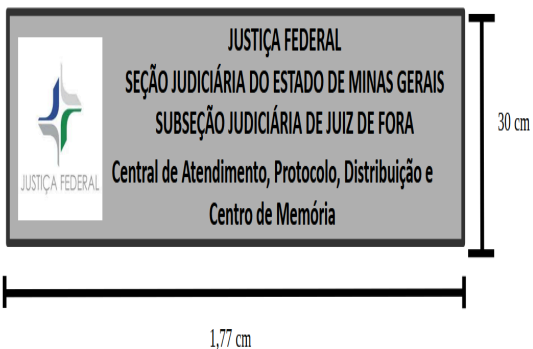 JUSTIÇA FEDERAL
SEÇÃO JUDICIÁRIA DO ESTADO DE MINAS GERAIS
SUBSEÇÃO JUDICIÁRIA DE JUIZ DE FORA
JUSTIÇA FEDERAL
Central de Atendimento, Protocolo, Distribuição e
Centro de Memória
30 cm
1,77 cm